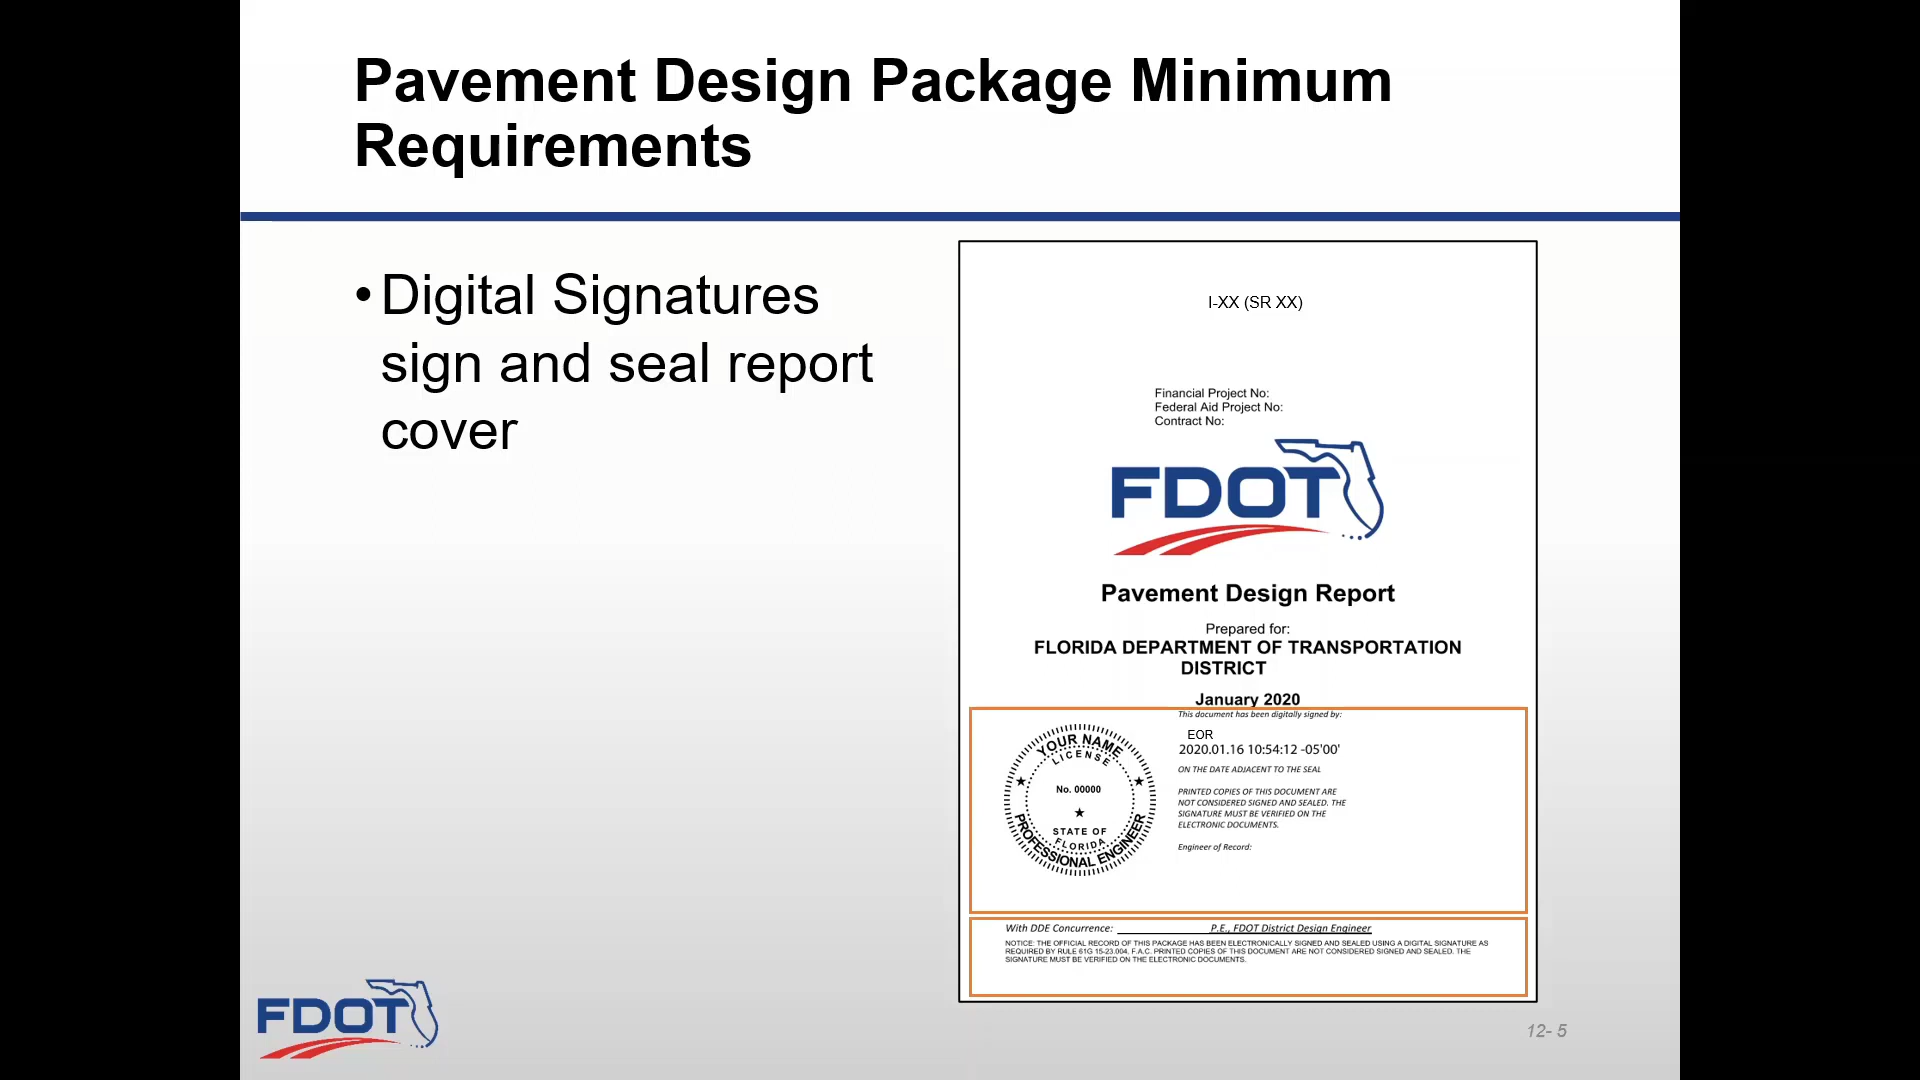 Pavement Design Package Minimum
Requirements
• Digital Signatures
sign and seal report
cover
I-XX (SR XX)
Financial Project No:
Federal Aid Project No:
Contract No:
FDOT
Pavement Design Report
Prepared for:
FLORIDA DEPARTMENT OF TRANSPORTATION
DISTRICT
January 2020
This document has been digitally signed by:
EOR
2020.01.16 10:54:12 -05'00'
ON THE DATE ADJACENT TO THE SEAL
PRINTED COPIES OF THIS DOCUMENT ARE
NOT CONSIDERED SIGNED AND SEALED. THE
SIGNATURE MUST BE VERIFIED ON THE
ELECTRONIC DOCUMENTS.
Engineer of Record:
YOUR NAME
LICENSE
No. 00000
STATE OF
FLORIDA
PROFESSIONAL ENGINEER
With DDE Concurrence: P.E., FDOT District Design Engineer
NOTICE: THE OFFICIAL RECORD OF THIS PACKAGE HAS BEEN ELECTRONICALLY SIGNED AND SEALED USING A DIGITAL SIGNATURE AS
REQUIRED BY RULE 61G 15-23.004. F.A.C. PRINTED COPIES OF THIS DOCUMENT ARE NOT CONSIDERED SIGNED AND SEALED. THE
SIGNATURE MUST BE VERIFIED ON THE ELECTRONIC DOCUMENTS.
FDOT
12- 5